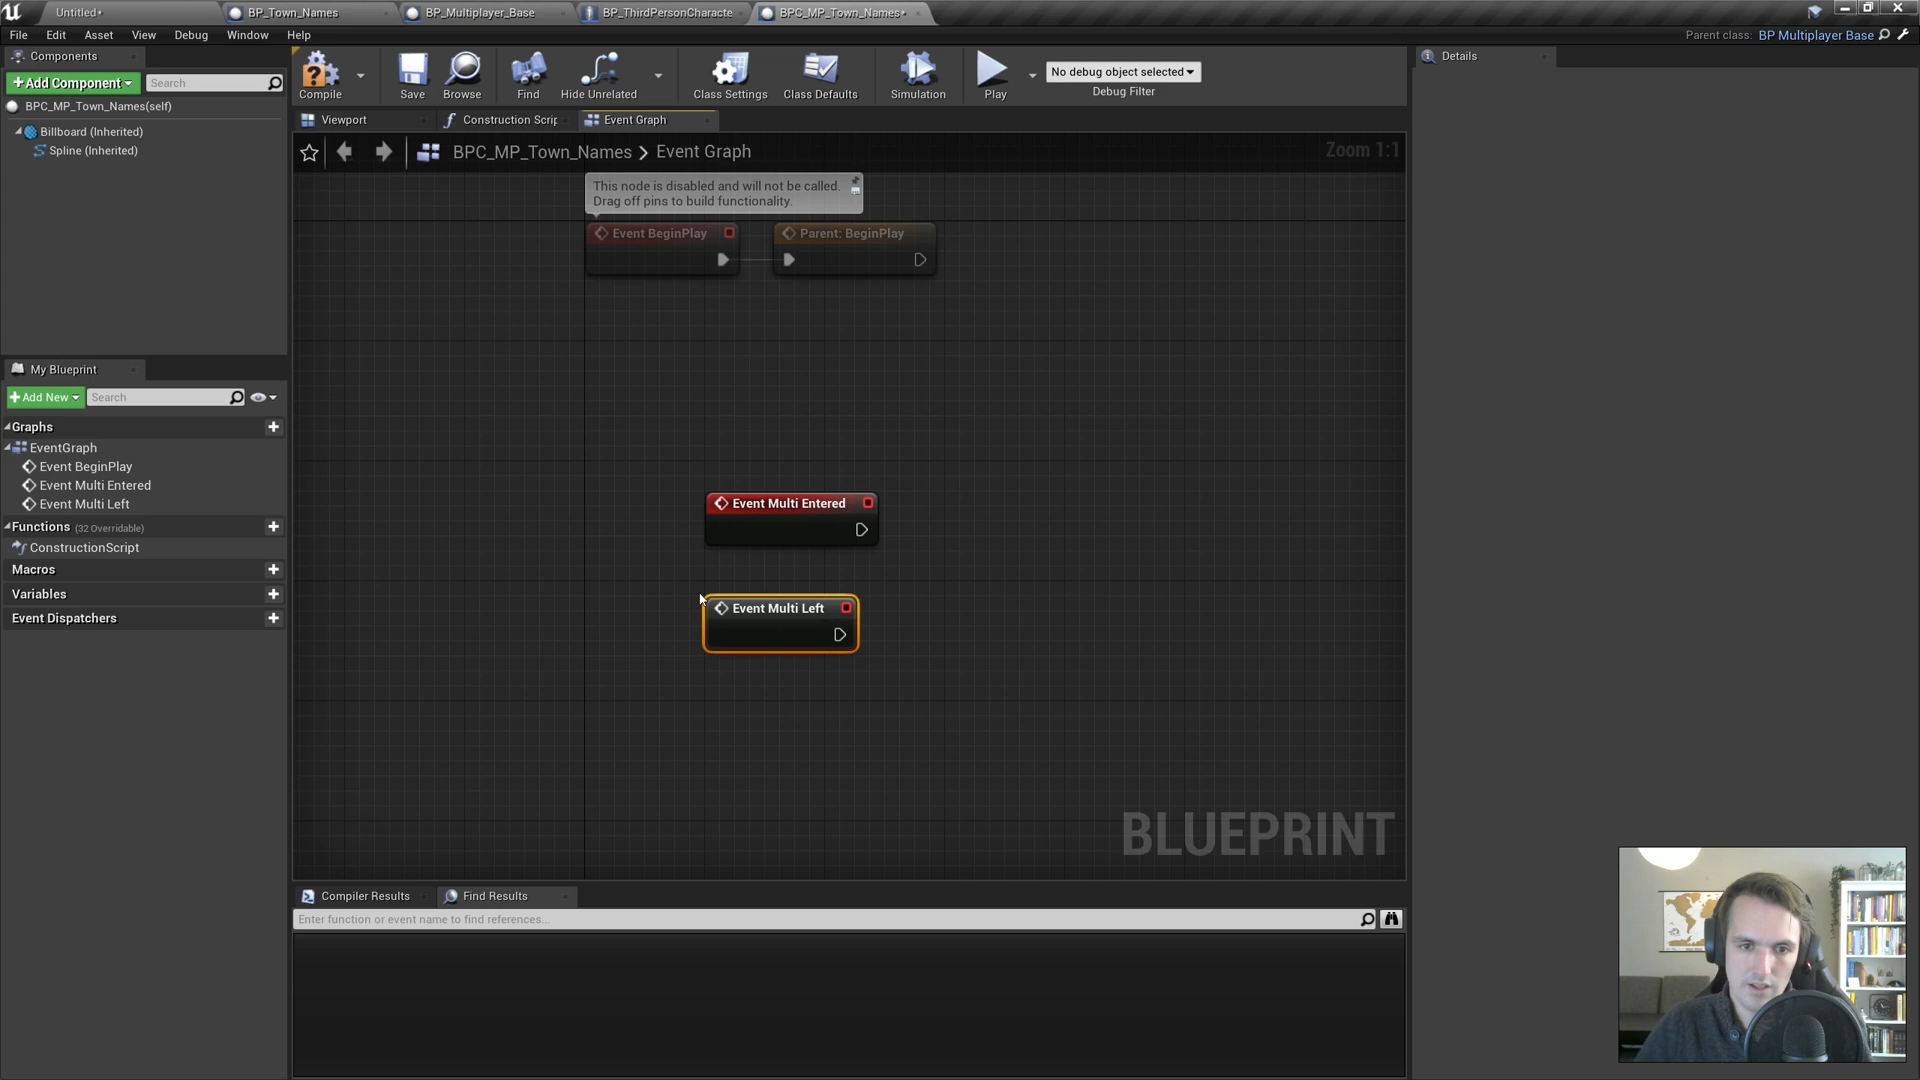 Untitled•
BP_Town_Names
BP_Multiplayer_Base
BP_ThirdPersonCharacte
BPC_MP_Town_Names•
File Edit Asset View Debug Window Help
Parent class: BP Multiplayer Base
Components
+Add Component
Search
BPC_MP_Town_Names(self)
Billboard (Inherited)
Spline (Inherited)
Compile
Save
Browse
Find
Hide Unrelated
Class Settings
Class Defaults
Simulation
Play
No debug object selected
Debug Filter
Details
Viewport
Construction Scrip
Event Graph
BPC_MP_Town_Names > Event Graph
Zoom 1:1
This node is disabled and will not be called.
Drag off pins to build functionality.
Event BeginPlay
Parent: BeginPlay
Event Multi Entered
Event Multi Left
BLUEPRINT
My Blueprint
+Add New
Search
Graphs
EventGraph
Event BeginPlay
Event Multi Entered
Event Multi Left
Functions (32 Overridable)
ConstructionScript
Macros
Variables
Event Dispatchers
Compiler Results
Find Results
Enter function or event name to find references...